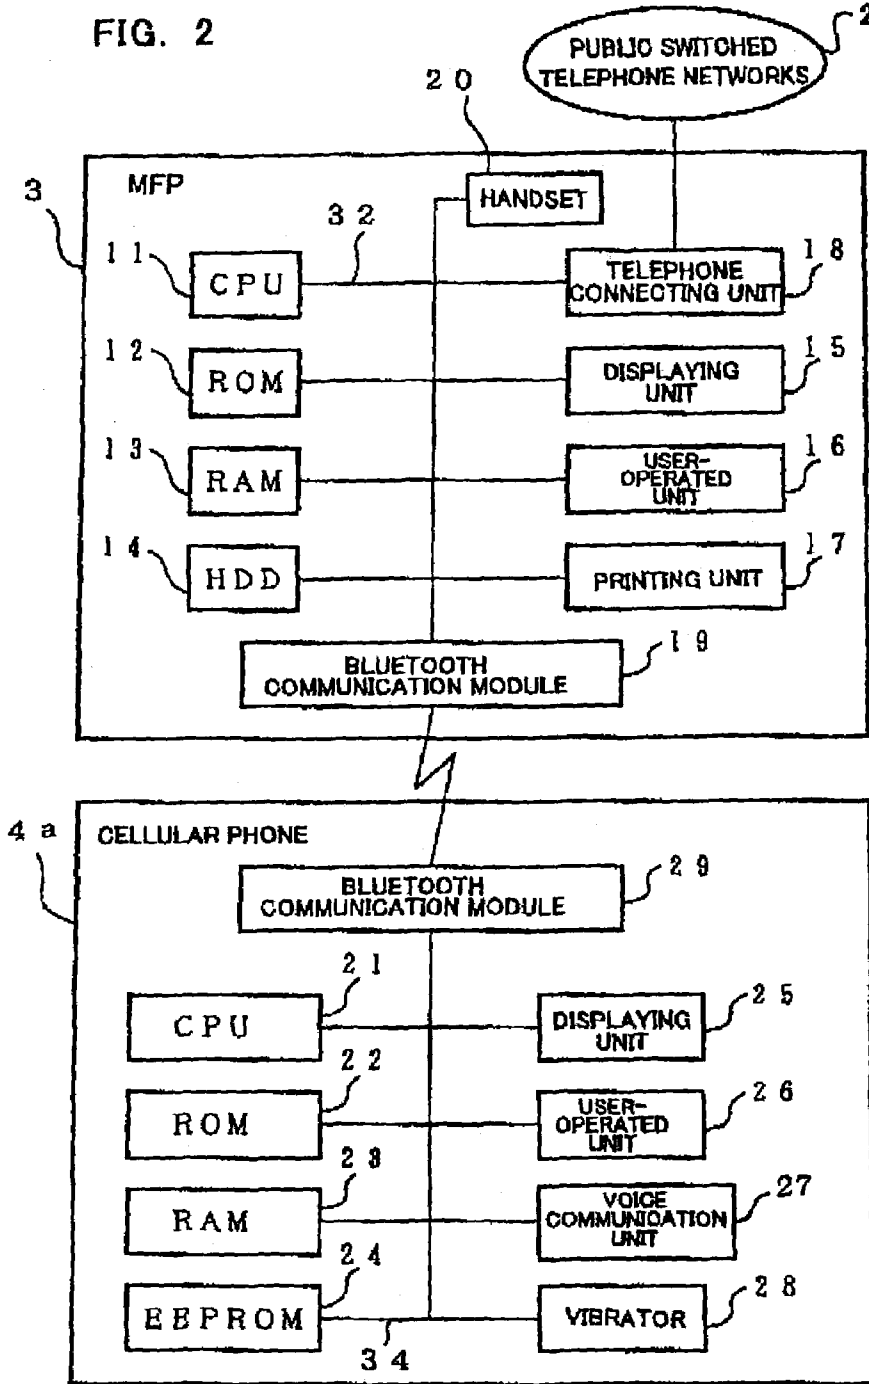 FIG. 2
PUBLIC SWITCHED
TELEPHONE NETWORKS
2
20
3
MFP
HANDSET
32
11
CPU
TELEPHONE
CONNECTING UNIT
18
12
ROM
DISPLAYING
UNIT
15
13
RAM
USER-
OPERATED
UNIT
16
14
HDD
PRINTING UNIT
17
BLUETOOTH
COMMUNICATION MODULE
19
4a
CELLULAR PHONE
BLUETOOTH
COMMUNICATION MODULE
29
21
CPU
DISPLAYING
UNIT
25
22
ROM
USER-
OPERATED
UNIT
26
23
RAM
VOICE
COMMUNICATION
UNIT
27
24
EEPROM
34
VIBRATOR
28